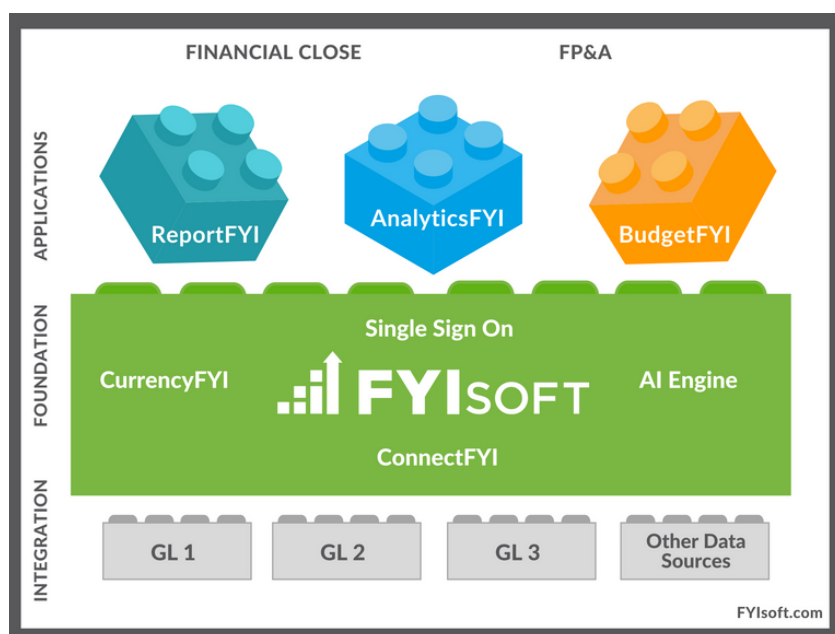 FINANCIAL CLOSE
FP&A
APPLICATIONS
ReportFYI
AnalyticsFYI
BudgetFYI
FOUNDATION
Single Sign On
CurrencyFYI
FYISOFT
AI Engine
ConnectFYI
INTEGRATION
GL 1
GL 2
GL 3
Other Data
Sources
FYIsoft.com